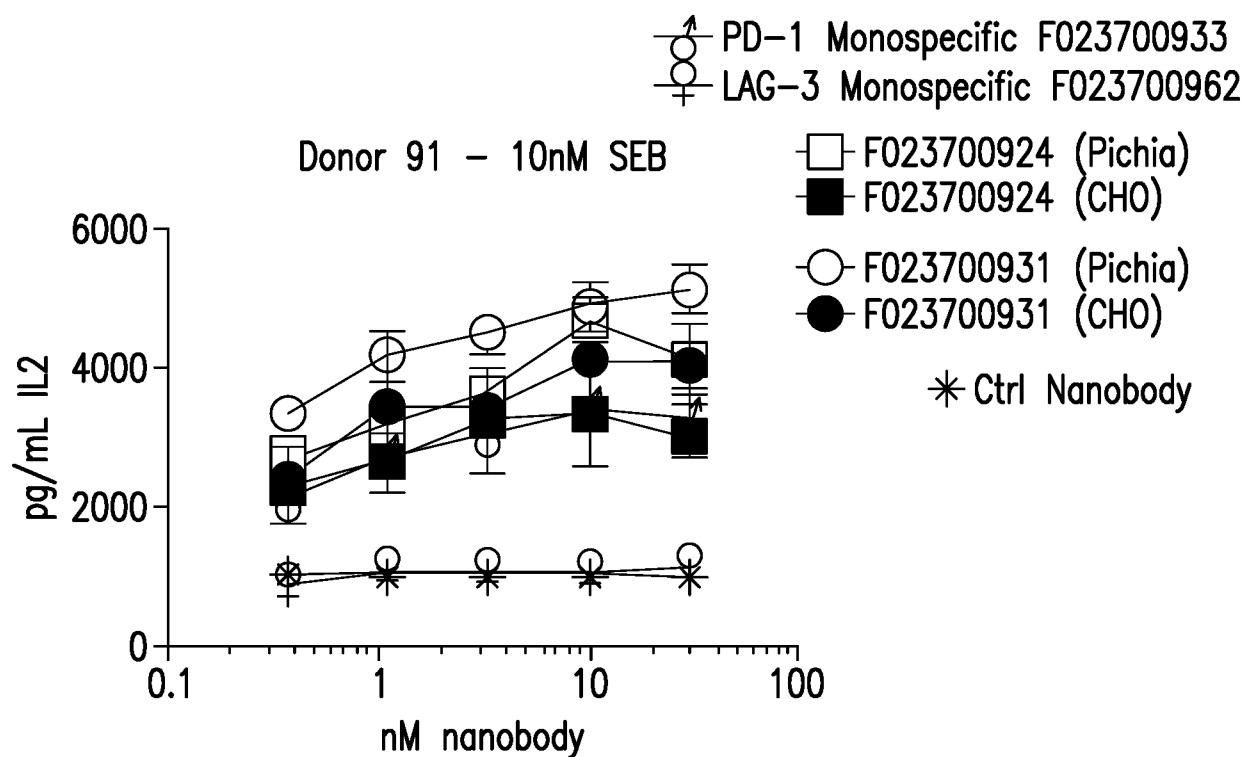 PD-1 Monospecific F023700933
LAG-3 Monospecific F023700962
Donor 91 - 10nM SEB
F023700924 (Pichia)
F023700924 (CHO)
F023700931 (Pichia)
F023700931 (CHO)
Ctrl Nanobody
pg/mL IL2
6000
4000
2000
0
0.1
1
10
100
nM nanobody